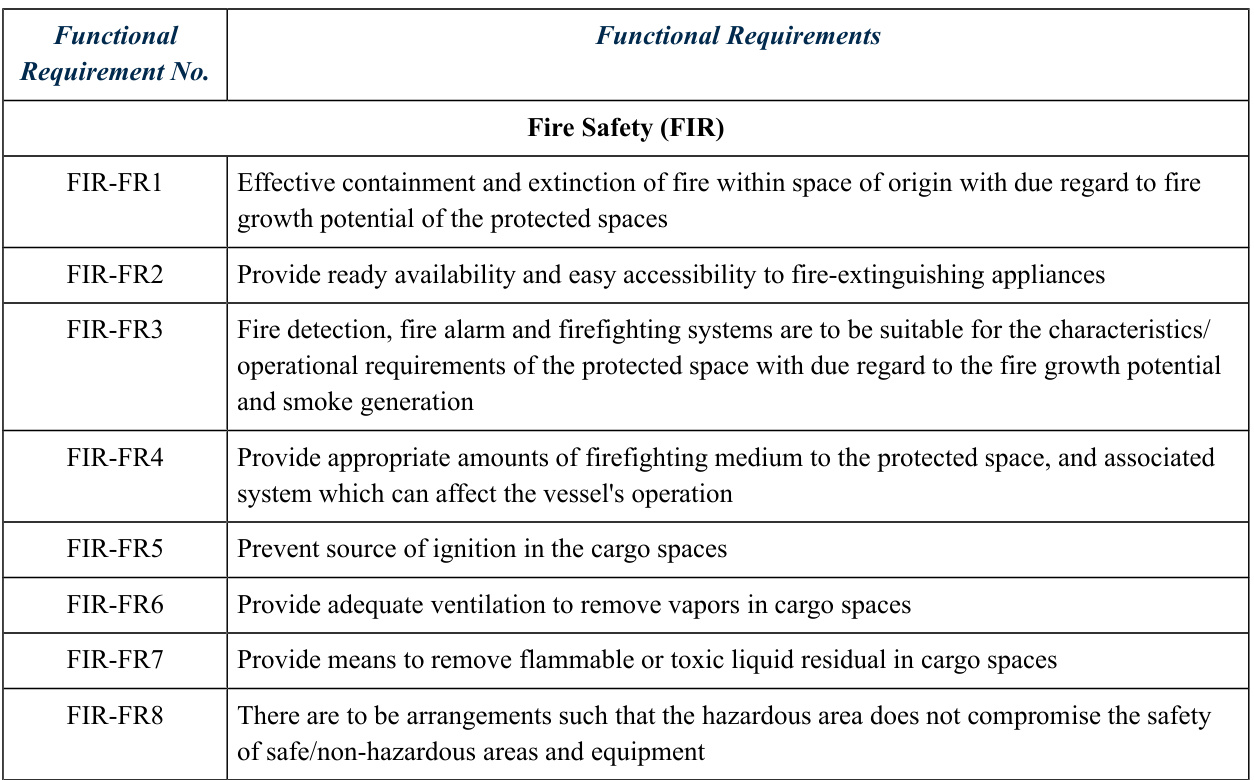 Functional
Requirement No.
Functional Requirements
Fire Safety (FIR)
FIR-FR1
Effective containment and extinction of fire within space of origin with due regard to fire
growth potential of the protected spaces
FIR-FR2
Provide ready availability and easy accessibility to fire-extinguishing appliances
FIR-FR3
Fire detection, fire alarm and firefighting systems are to be suitable for the characteristics/
operational requirements of the protected space with due regard to the fire growth potential
and smoke generation
FIR-FR4
Provide appropriate amounts of firefighting medium to the protected space, and associated
system which can affect the vessel's operation
FIR-FR5
Prevent source of ignition in the cargo spaces
FIR-FR6
Provide adequate ventilation to remove vapors in cargo spaces
FIR-FR7
Provide means to remove flammable or toxic liquid residual in cargo spaces
FIR-FR8
There are to be arrangements such that the hazardous area does not compromise the safety
of safe/non-hazardous areas and equipment